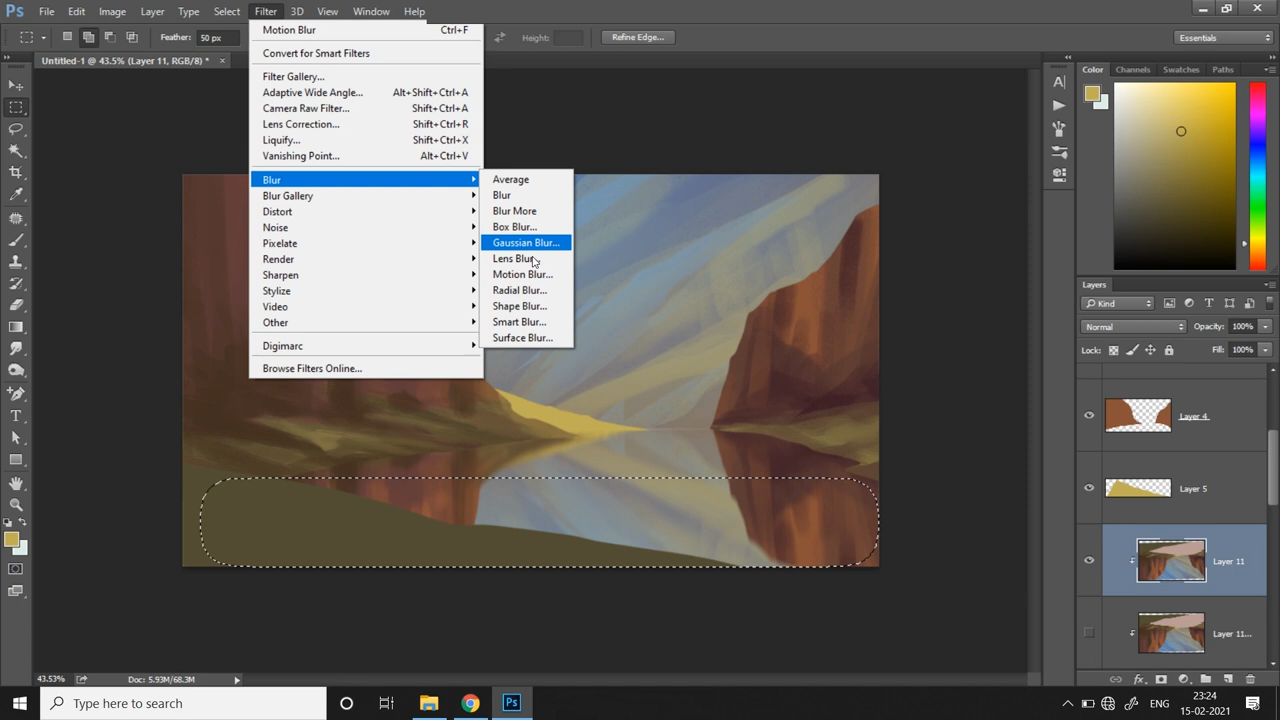 Ps File Edit Image Layer Type Select Filter 3D View Window Help
Feather: 50 px Height: Refine Edge... Essentials
Untitled-1 @ 43.5% (Layer 11, RGB/8) * ×
Motion Blur Ctrl+F
Convert for Smart Filters
Filter Gallery...
Adaptive Wide Angle... Alt+Shift+Ctrl+A
Camera Raw Filter... Shift+Ctrl+A
Lens Correction... Shift+Ctrl+R
Liquify... Shift+Ctrl+X
Vanishing Point... Alt+Ctrl+V
Blur
Blur Gallery
Distort
Noise
Pixelate
Render
Sharpen
Stylize
Video
Other
Digimarc
Browse Filters Online...
Average
Blur
Blur More
Box Blur...
Gaussian Blur...
Lens Blur...
Motion Blur...
Radial Blur...
Shape Blur...
Smart Blur...
Surface Blur...
Color Channels Swatches Paths
Layers
Kind
Normal Opacity: 100%
Lock: Fill: 100%
Layer 4
Layer 5
Layer 11
Layer 11...
43.53% Doc: 5.93M/68.3M
Type here to search
Ps
ENG
23:24
15-02-2021